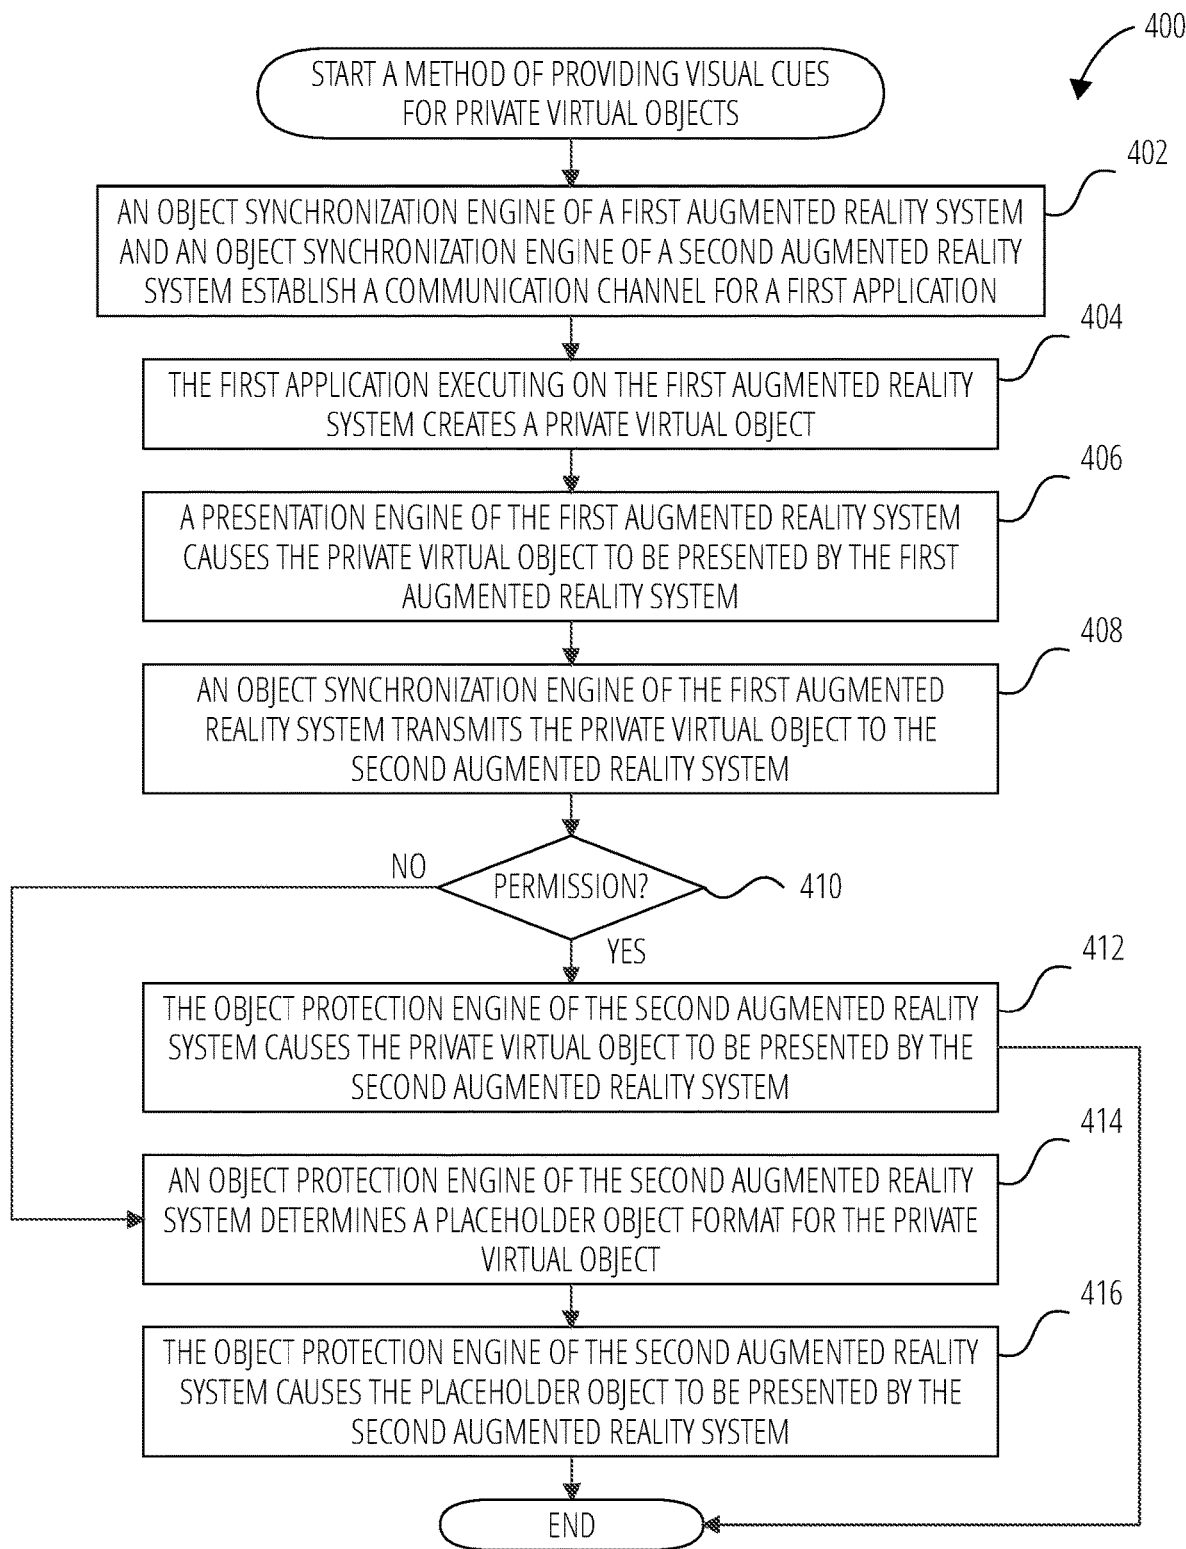 400
START A METHOD OF PROVIDING VISUAL CUES
FOR PRIVATE VIRTUAL OBJECTS
402
AN OBJECT SYNCHRONIZATION ENGINE OF A FIRST AUGMENTED REALITY SYSTEM
AND AN OBJECT SYNCHRONIZATION ENGINE OF A SECOND AUGMENTED REALITY
SYSTEM ESTABLISH A COMMUNICATION CHANNEL FOR A FIRST APPLICATION
404
THE FIRST APPLICATION EXECUTING ON THE FIRST AUGMENTED REALITY
SYSTEM CREATES A PRIVATE VIRTUAL OBJECT
406
A PRESENTATION ENGINE OF THE FIRST AUGMENTED REALITY SYSTEM
CAUSES THE PRIVATE VIRTUAL OBJECT TO BE PRESENTED BY THE FIRST
AUGMENTED REALITY SYSTEM
408
AN OBJECT SYNCHRONIZATION ENGINE OF THE FIRST AUGMENTED
REALITY SYSTEM TRANSMITS THE PRIVATE VIRTUAL OBJECT TO THE
SECOND AUGMENTED REALITY SYSTEM
NO
PERMISSION?
410
YES
412
THE OBJECT PROTECTION ENGINE OF THE SECOND AUGMENTED REALITY
SYSTEM CAUSES THE PRIVATE VIRTUAL OBJECT TO BE PRESENTED BY THE
SECOND AUGMENTED REALITY SYSTEM
414
AN OBJECT PROTECTION ENGINE OF THE SECOND AUGMENTED REALITY
SYSTEM DETERMINES A PLACEHOLDER OBJECT FORMAT FOR THE PRIVATE
VIRTUAL OBJECT
416
THE OBJECT PROTECTION ENGINE OF THE SECOND AUGMENTED REALITY
SYSTEM CAUSES THE PLACEHOLDER OBJECT TO BE PRESENTED BY THE
SECOND AUGMENTED REALITY SYSTEM
END